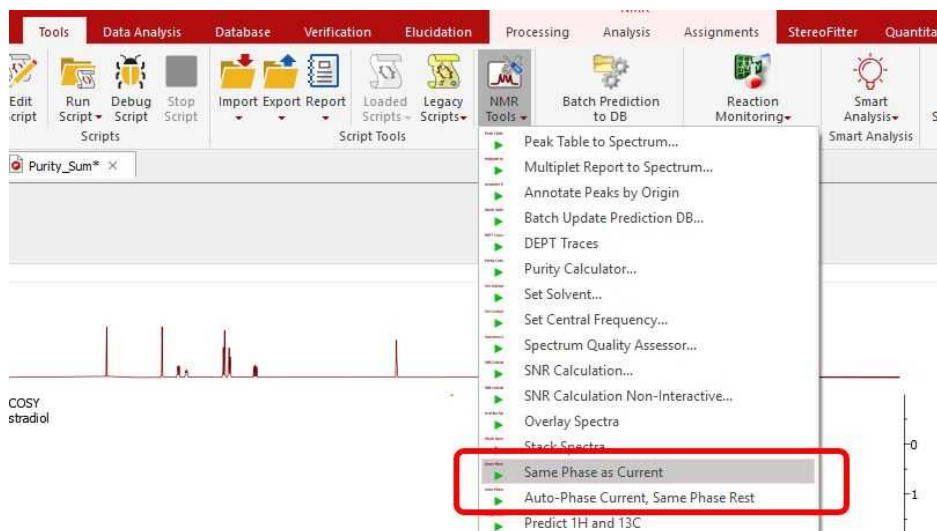 Tools Data Analysis Database Verification Elucidation Processing Analysis Assignments StereoFitter Quantita
Edit Run Debug Stop Import Export Report Loaded Legacy NMR Batch Prediction Reaction Smart
cript Script Script Script Scripts Scripts Tools to DB Monitoring Analysis
Scripts Script Tools Smart Analysis
Purity_Sum* ×
Peak Table to Spectrum...
Multiplet Report to Spectrum...
Annotate Peaks by Origin
Batch Update Prediction DB...
DEPT Traces
Purity Calculator...
Set Solvent...
Set Central Frequency...
Spectrum Quality Assessor...
SNR Calculation...
SNR Calculation Non-Interactive...
Overlay Spectra
Stack Spectra
Same Phase as Current
Auto-Phase Current, Same Phase Rest
Predict 1H and 13C
COSY
stradiol
0
1